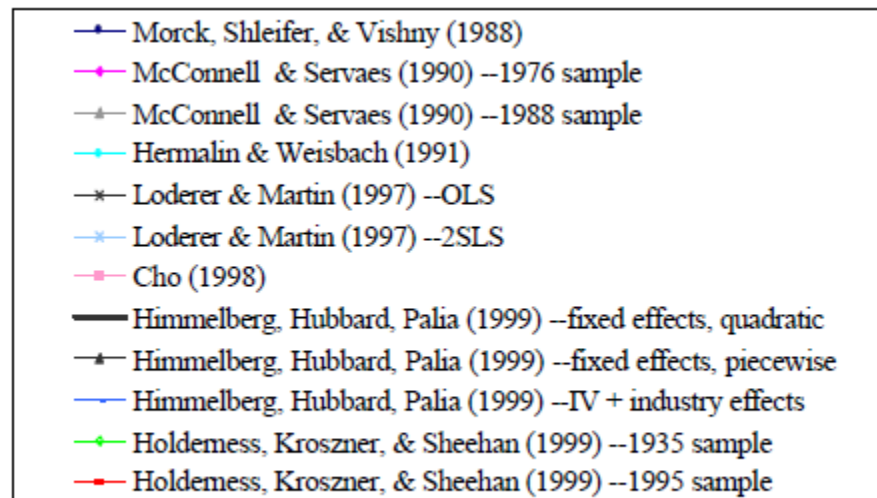 Morck, Shleifer, & Vishny (1988)
McConnell & Servaes (1990) --1976 sample
McConnell & Servaes (1990) --1988 sample
Hermalin & Weisbach (1991)
Loderer & Martin (1997) --OLS
Loderer & Martin (1997) --2SLS
Cho (1998)
Himmelberg, Hubbard, Palia (1999) --fixed effects, quadratic
Himmelberg, Hubbard, Palia (1999) --fixed effects, piecewise
Himmelberg, Hubbard, Palia (1999) --IV + industry effects
Holderness, Kroszner, & Sheehan (1999) --1935 sample
Holderness, Kroszner, & Sheehan (1999) --1995 sample